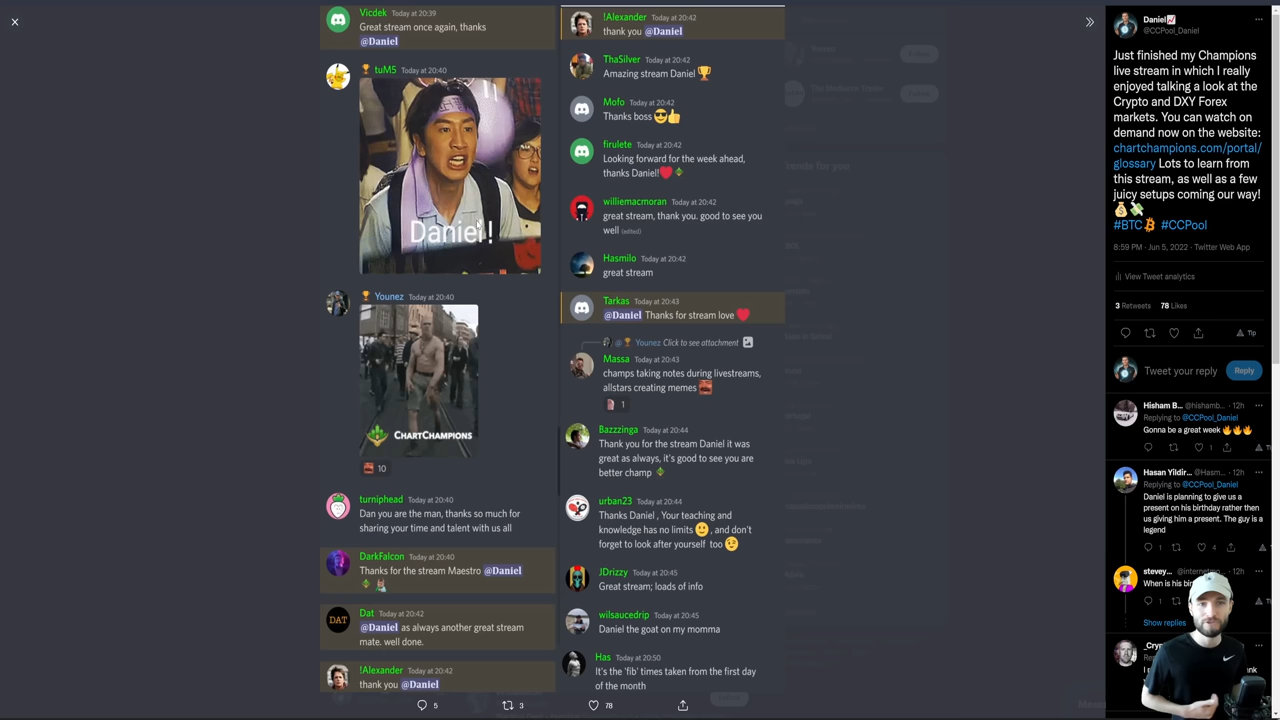 Vicdek Today at 20:39
Great stream once again, thanks
@Daniel
tuM5 Today at 20:40
Daniel!
Younez Today at 20:40
CHARTCHAMPIONS
10
turniphead Today at 20:40
Dan you are the man, thanks so much for
sharing your time and talent with us all
DarkFalcon Today at 20:40
Thanks for the stream Maestro @Daniel
DAT
Dat Today at 20:42
@Daniel as always another great stream
mate. well done.
!Alexander Today at 20:42
thank you @Daniel
!Alexander Today at 20:42
thank you @Daniel
ThaSilver Today at 20:42
Amazing stream Daniel 🏆
Mofo Today at 20:42
Thanks boss 😎👍
firulete Today at 20:42
Looking forward for the week ahead,
thanks Daniel!❤️
williemacmoran Today at 20:42
great stream, thank you. good to see you
well (edited)
Hasmilo Today at 20:42
great stream
Tarkas Today at 20:43
@Daniel Thanks for stream love ❤️
@ 🏆 Younez Click to see attachment
Massa Today at 20:43
champs taking notes during livestreams,
allstars creating memes
1
Bazzzinga Today at 20:44
Thank you for the stream Daniel it was
great as always, it's good to see you are
better champ
urban23 Today at 20:44
Thanks Daniel , Your teaching and
knowledge has no limits 🙂, and don't
forget to look after yourself too 😉
JDrizzy Today at 20:45
Great stream; loads of info
wilsaucedrip Today at 20:45
Daniel the goat on my momma
Has Today at 20:50
It's the 'fib' times taken from the first day
of the month
5
3
78
Daniel📈
@CCPool_Daniel
Just finished my Champions
live stream in which I really
enjoyed talking a look at the
Crypto and DXY Forex
markets. You can watch on
demand now on the website:
chartchampions.com/portal/
glossary Lots to learn from
this stream, as well as a few
juicy setups coming our way!
💰💸
#BTC #CCPool
8:59 PM · Jun 5, 2022 · Twitter Web App
View Tweet analytics
3 Retweets 78 Likes
Tip
Tweet your reply
Reply
Hisham B... @hishamb... · 12h
Replying to @CCPool_Daniel
Gonna be a great week 🔥🔥🔥
1
Hasan Yildir... @Hasm... · 12h
Replying to @CCPool_Daniel
Daniel is planning to give us a
present on his birthday rather then
us giving him a present. The guy is a
legend
1
4
stevey... @internetmo... · 12h
When is his
1
Show replies